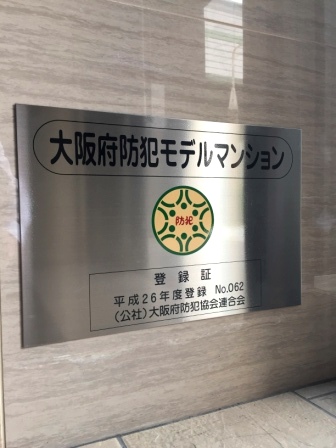 大阪府防犯モデルマンション
防犯
登録証
平成26年度登録 No.062
(公社)大阪府防犯協会連合会